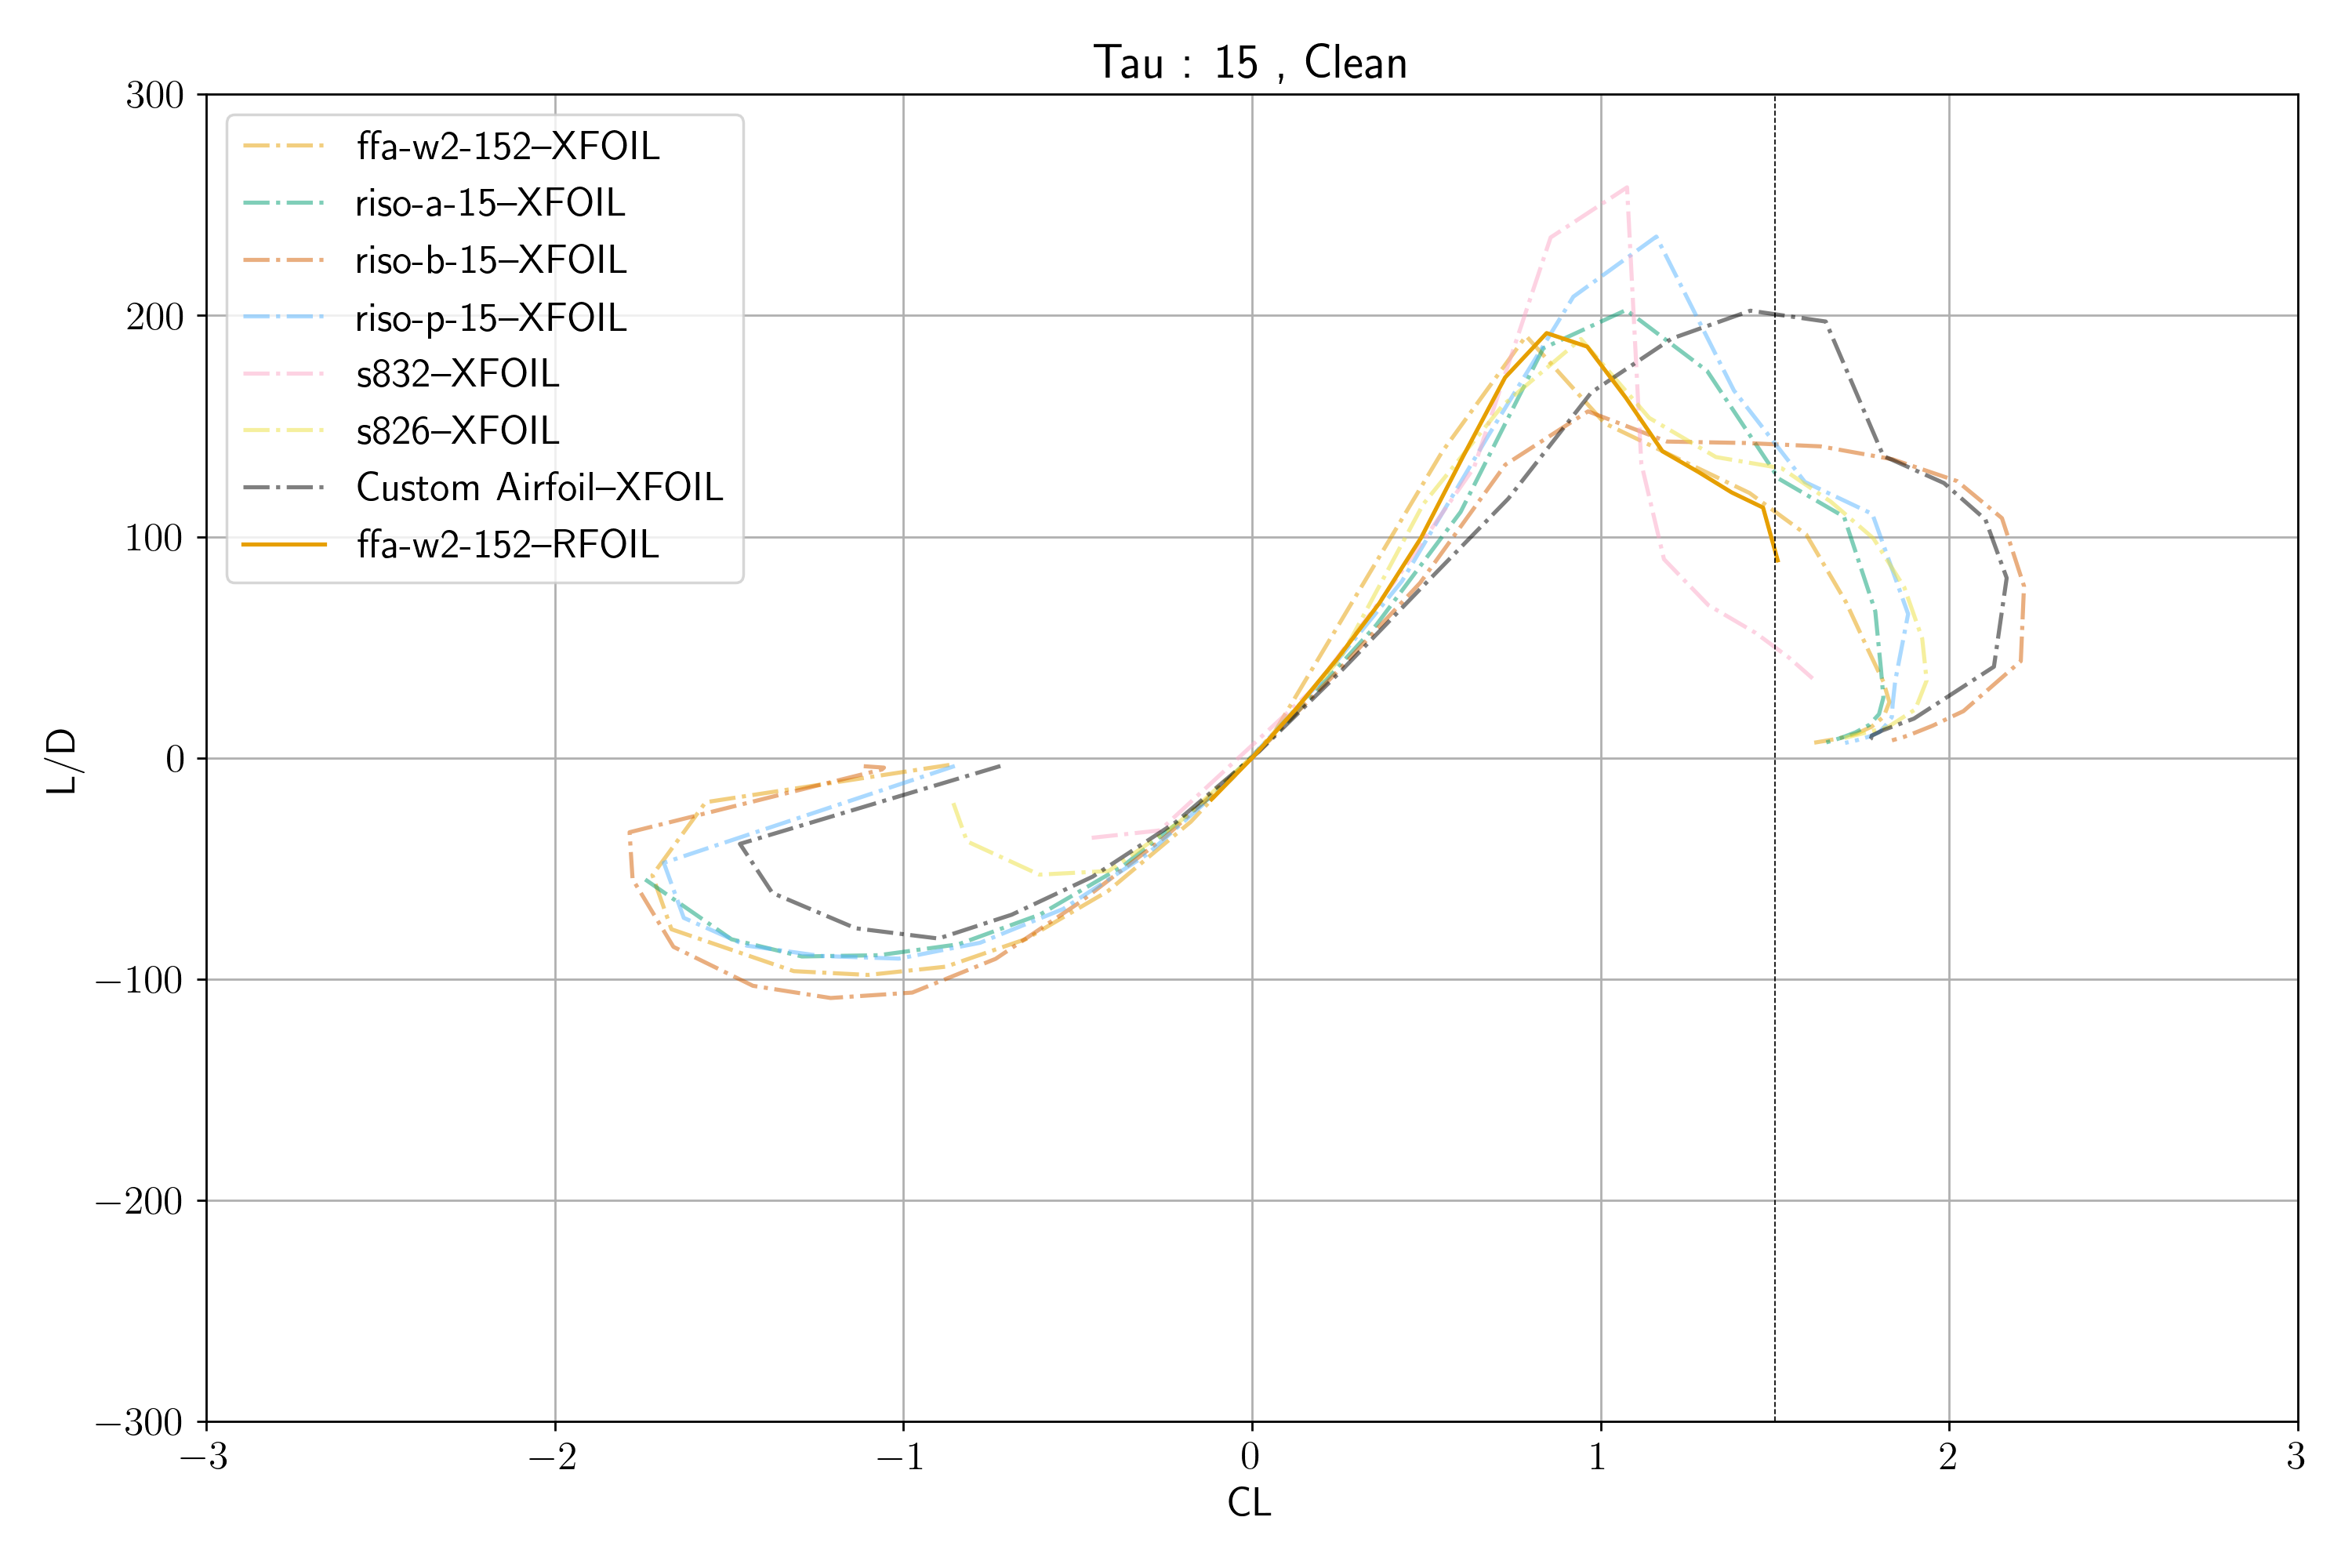 Tau : 15 , Clean
300
200
100
0
−100
−200
−300
L/D
ffa-w2-152–XFOIL
riso-a-15–XFOIL
riso-b-15–XFOIL
riso-p-15–XFOIL
s832–XFOIL
s826–XFOIL
Custom Airfoil–XFOIL
ffa-w2-152–RFOIL
−3 −2 −1 0 1 2 3
CL